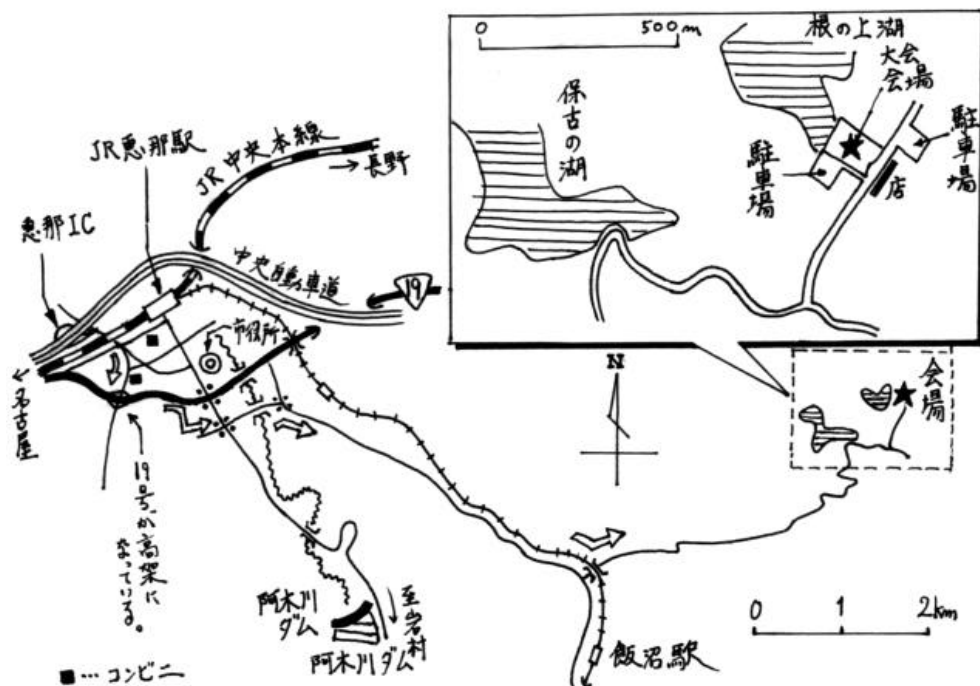 0 500m
根の上湖
大会
会場
保古の湖
駐車場
駐車場
店
JR恵那駅
JR中央本線
→長野
恵那IC
中央自動車道
19
市役所
←名古屋
N
会場
19号が高架に
なっている。
阿木川
ダム
阿木川ダム
至岩村
飯沼駅
0 1 2km
■…コンビニ